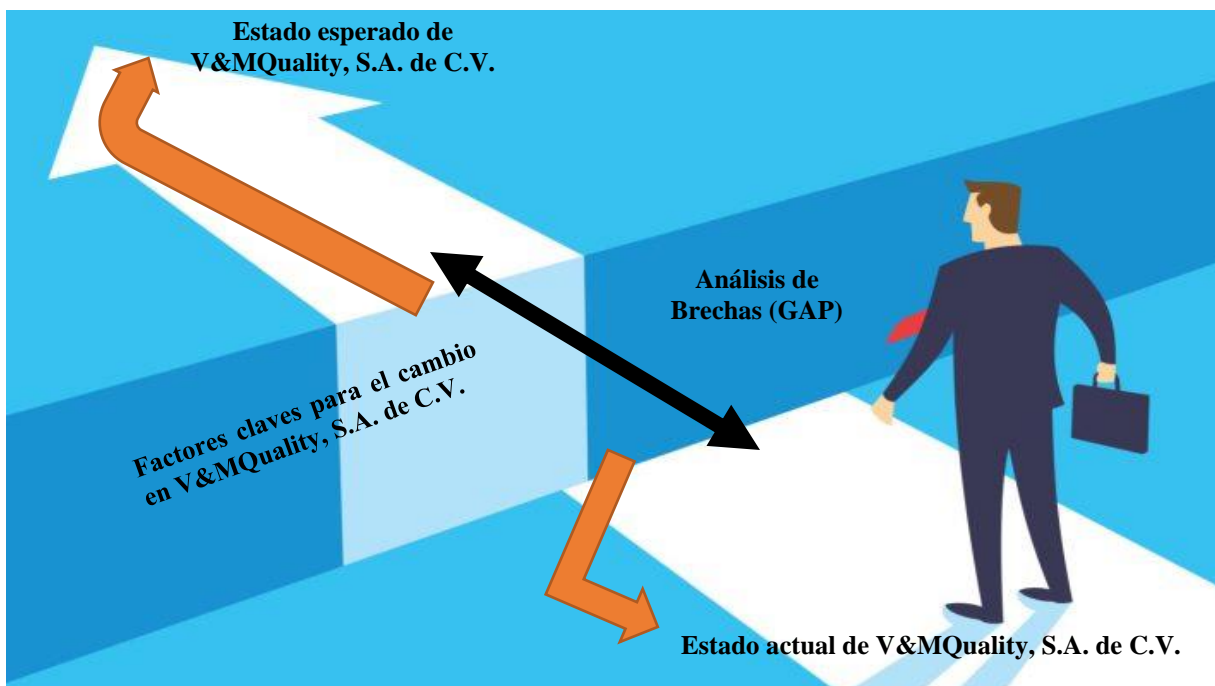 Estado esperado de
V&MQuality, S.A. de C.V.
Análisis de
Brechas (GAP)
Factores claves para el cambio
en V&MQuality, S.A. de C.V.
Estado actual de V&MQuality, S.A. de C.V.